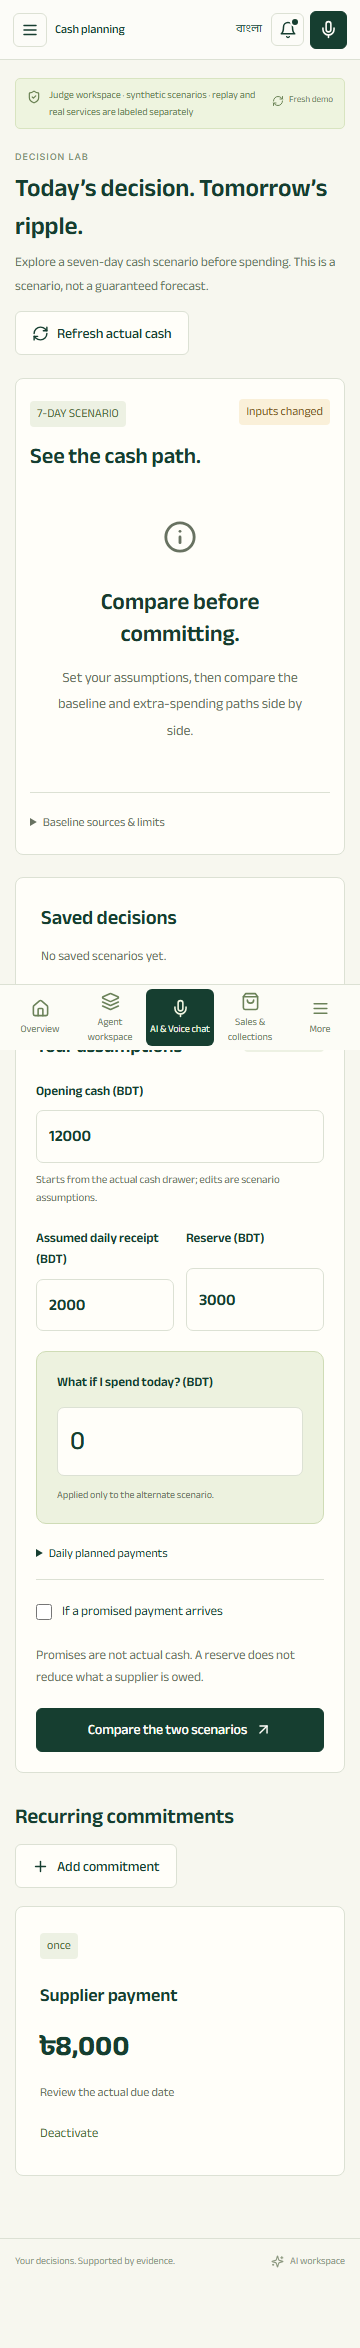 Cash planning
বাংলা
Judge workspace · synthetic scenarios · replay and
real services are labeled separately
Fresh demo
DECISION LAB
Today’s decision. Tomorrow’s
ripple.
Explore a seven-day cash scenario before spending. This is a
scenario, not a guaranteed forecast.
Refresh actual cash
7-DAY SCENARIO
Inputs changed
See the cash path.
Compare before
committing.
Set your assumptions, then compare the
baseline and extra-spending paths side by
side.
Baseline sources & limits
Saved decisions
No saved scenarios yet.
Overview
Agent
workspace
AI & Voice chat
Sales &
collections
More
Your assumptions
Opening cash (BDT)
12000
Starts from the actual cash drawer; edits are scenario
assumptions.
Assumed daily receipt
(BDT)
Reserve (BDT)
2000
3000
What if I spend today? (BDT)
0
Applied only to the alternate scenario.
Daily planned payments
If a promised payment arrives
Promises are not actual cash. A reserve does not
reduce what a supplier is owed.
Compare the two scenarios
Recurring commitments
Add commitment
once
Supplier payment
৳8,000
Review the actual due date
Deactivate
Your decisions. Supported by evidence.
AI workspace